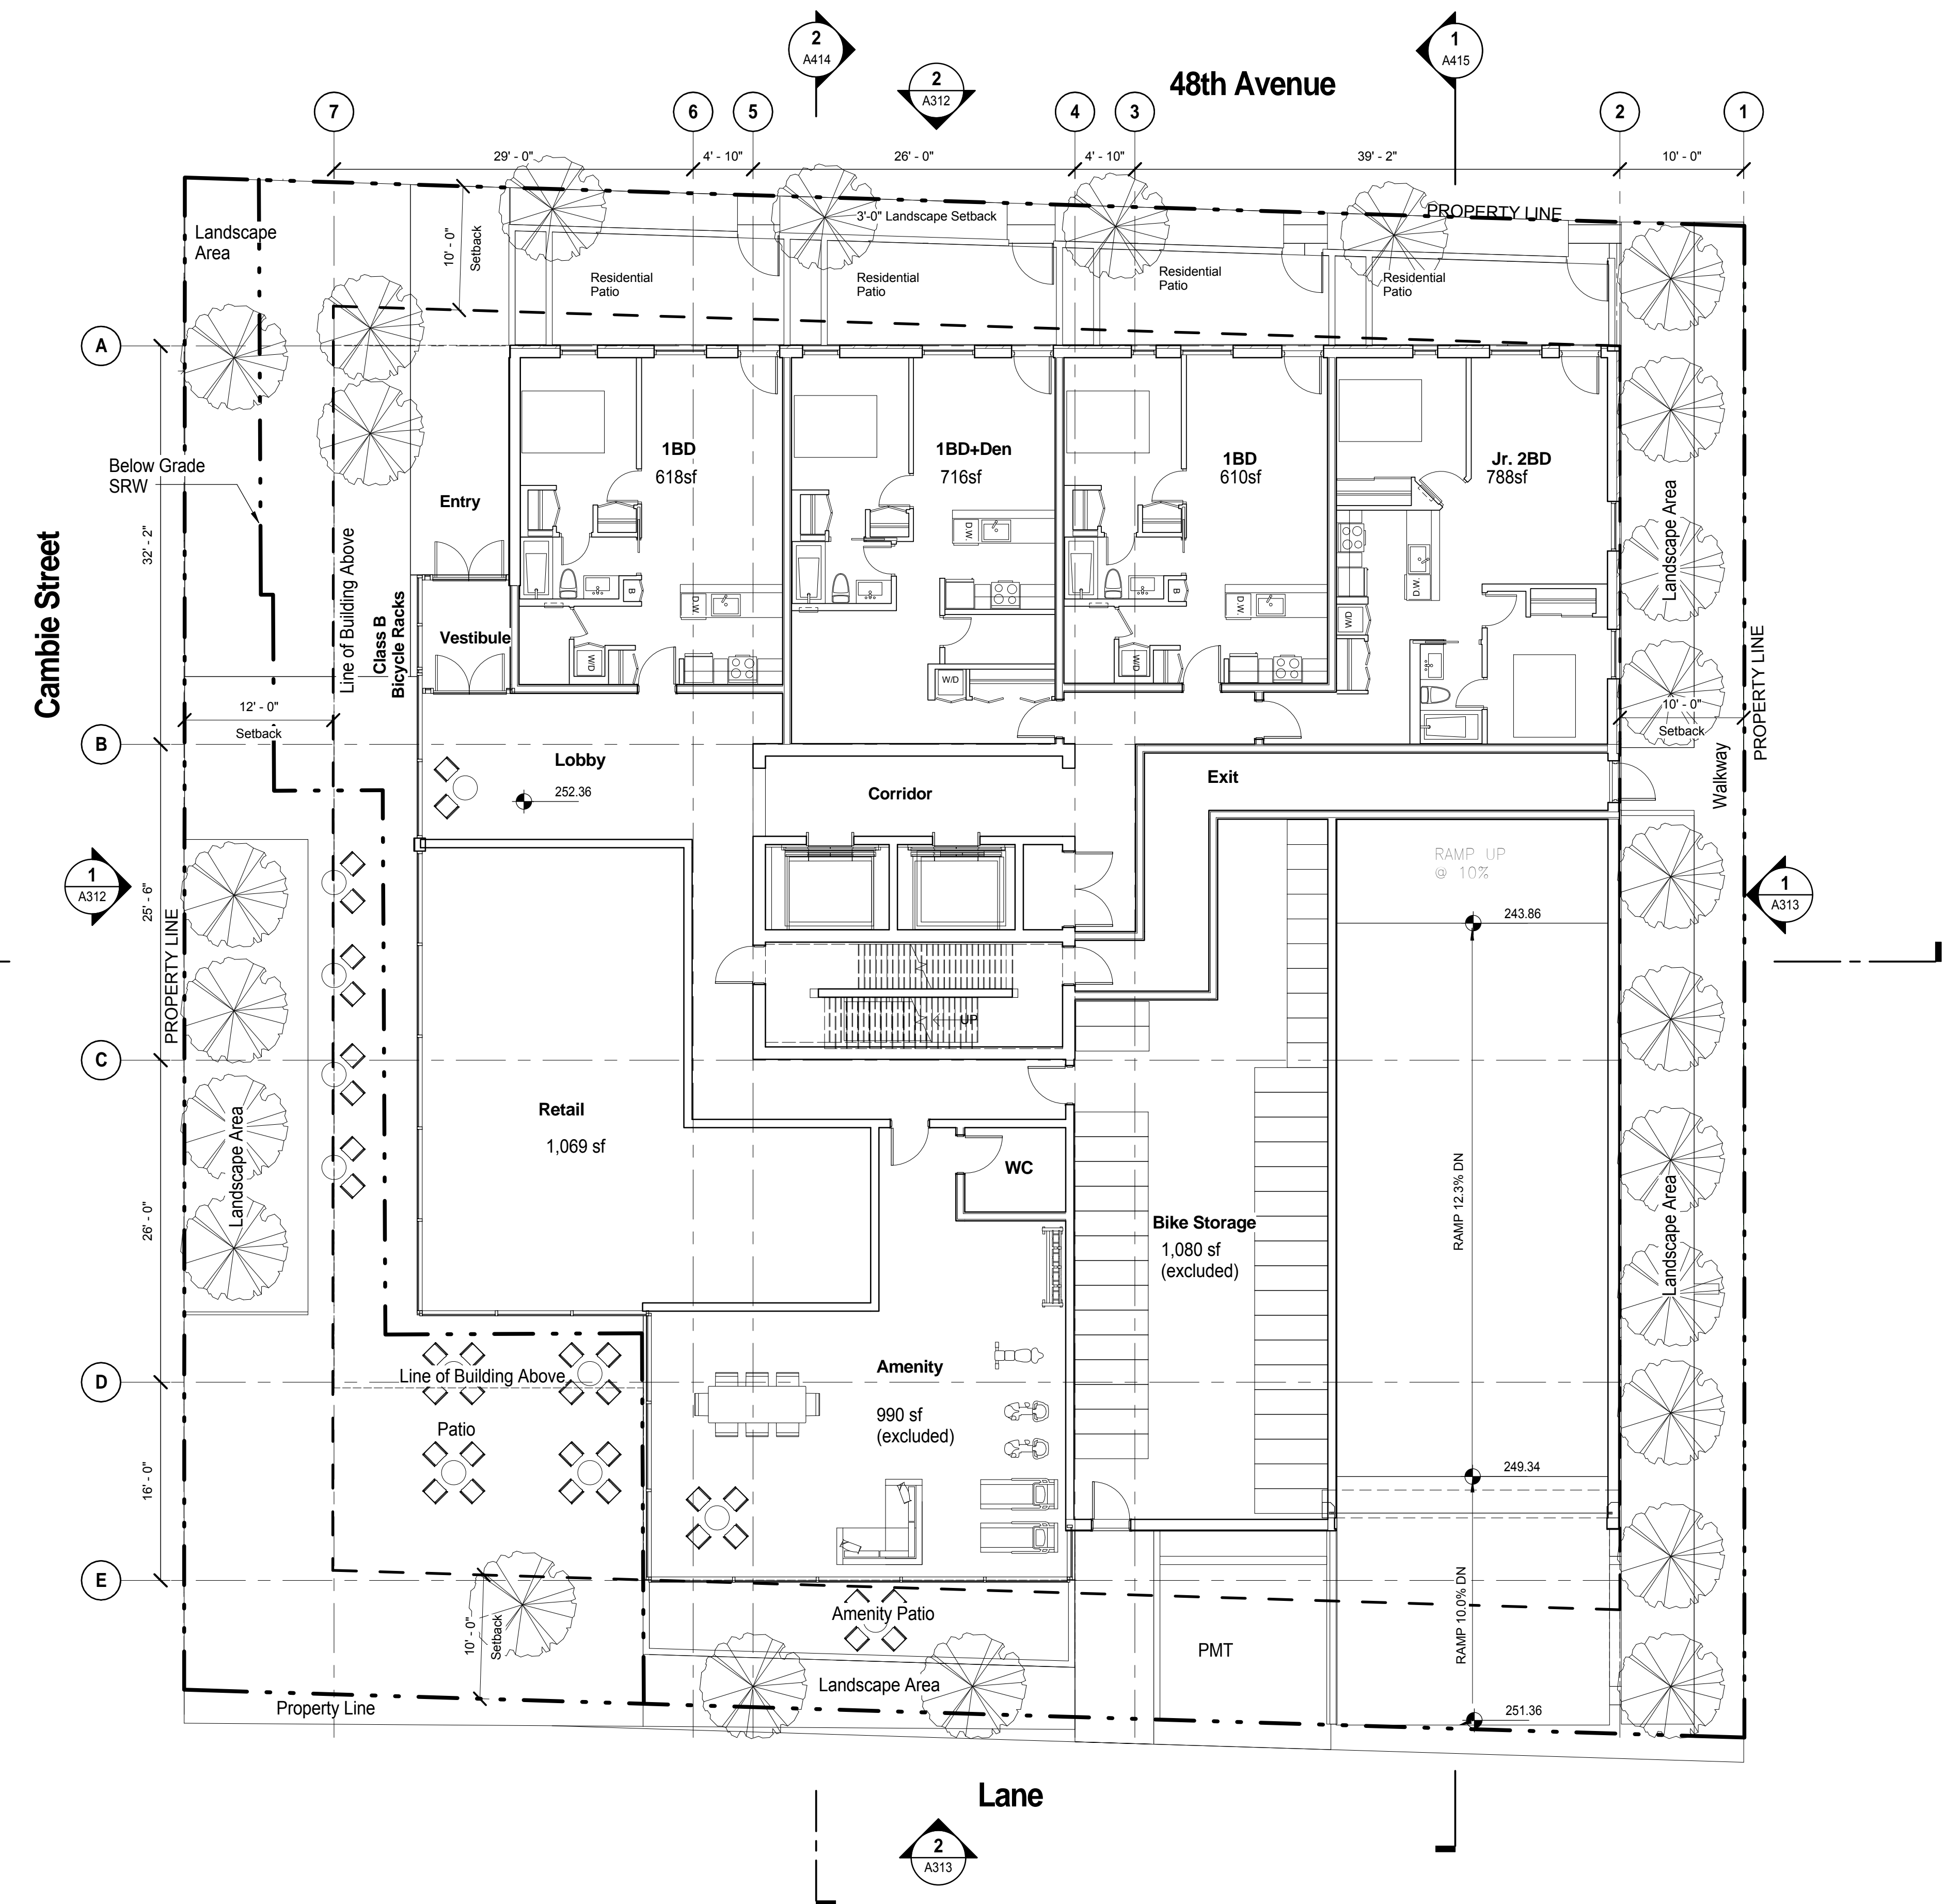 2
A414
1
A415
48th Avenue
2
A312
7
6
5
4
3
2
1
29' - 0"
4' - 10"
26' - 0"
4' - 10"
39' - 2"
10' - 0"
PROPERTY LINE
3'-0" Landscape Setback
Landscape
Area
10' - 0"
Setback
Residential
Patio
Residential
Patio
Residential
Patio
Residential
Patio
A
1BD
618sf
1BD+Den
716sf
1BD
610sf
Jr. 2BD
788sf
Below Grade
SRW
Entry
Landscape Area
32' - 2"
Cambie Street
Line of Building Above
Class B
Bicycle Racks
Vestibule
D.W.
D.W.
D.W.
W/D
B
B
W/D
W/D
W/D
W/D
PROPERTY LINE
12' - 0"
Setback
10' - 0"
Setback
B
Lobby
252.36
Corridor
Exit
Walkway
RAMP UP
@ 10%
1
A312
25' - 6"
PROPERTY LINE
243.86
1
A313
UP
C
Retail
1,069 sf
Landscape Area
WC
RAMP 12.3% DN
Landscape Area
26' - 0"
Bike Storage
1,080 sf
(excluded)
D
Line of Building Above
Amenity
990 sf
(excluded)
Patio
16' - 0"
249.34
E
10' - 0"
Setback
Amenity Patio
RAMP 10.0% DN
PMT
Landscape Area
Property Line
251.36
Lane
2
A313